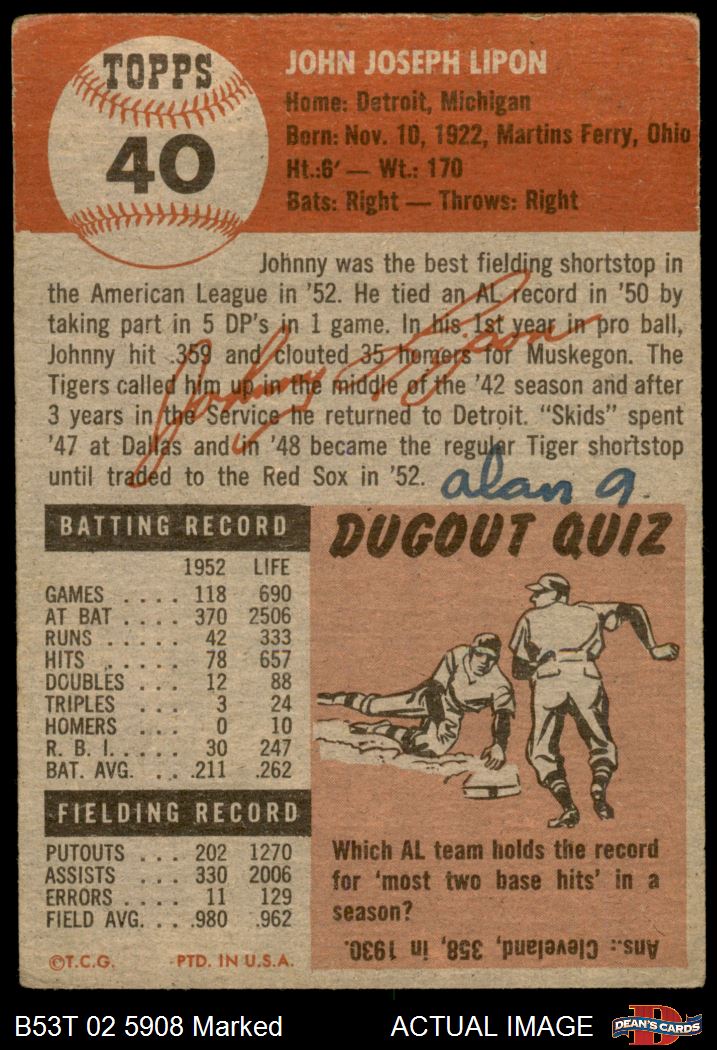 TOPPS
40
JOHN JOSEPH LIPON
Home: Detroit, Michigan
Born: Nov. 10, 1922, Martins Ferry, Ohio
Ht.:6' — Wt.: 170
Bats: Right — Throws: Right
Johnny was the best fielding shortstop in
the American League in '52. He tied an AL record in '50 by
taking part in 5 DP's in 1 game. In his 1st year in pro ball,
Johnny hit .359 and clouted 35 homers for Muskegon. The
Tigers called him up in the middle of the '42 season and after
3 years in the Service he returned to Detroit. "Skids" spent
'47 at Dallas and in '48 became the regular Tiger shortstop
until traded to the Red Sox in '52.
Johnny Lipon
alan g.
BATTING RECORD
1952 LIFE
GAMES .... 118 690
AT BAT .... 370 2506
RUNS ..... 42 333
HITS ..... 78 657
DOUBLES ... 12 88
TRIPLES ... 3 24
HOMERS ... 0 10
R. B. I. .... 30 247
BAT. AVG. .. .211 .262
FIELDING RECORD
PUTOUTS ... 202 1270
ASSISTS .... 330 2006
ERRORS .... 11 129
FIELD AVG. .. .980 .962
©T.C.G. PTD. IN U.S.A.
DUGOUT QUIZ
Which AL team holds the record
for 'most two base hits' in a
season?
Ans.: Cleveland, 358, in 1930.
B53T 02 5908 Marked ACTUAL IMAGE
DEAN'S CARDS